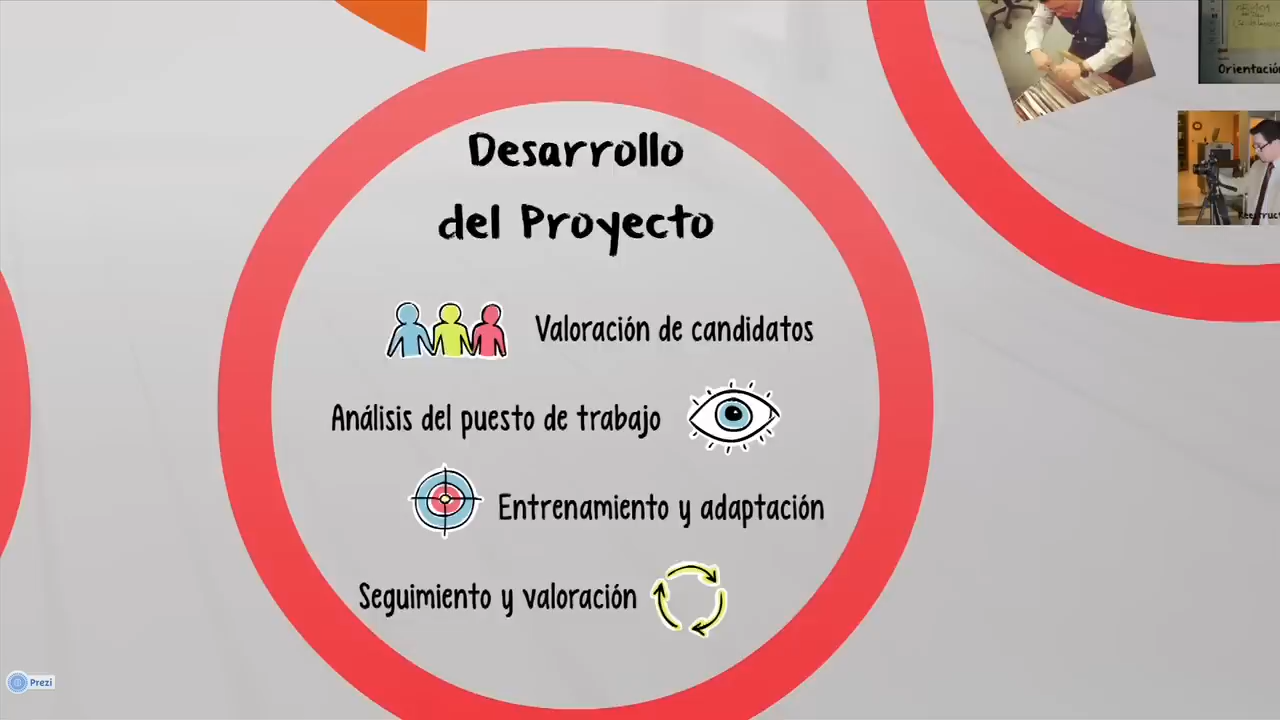 Desarrollo
del Proyecto
Valoración de candidatos
Análisis del puesto de trabajo
Entrenamiento y adaptación
Seguimiento y valoración
Orientación
Prezi